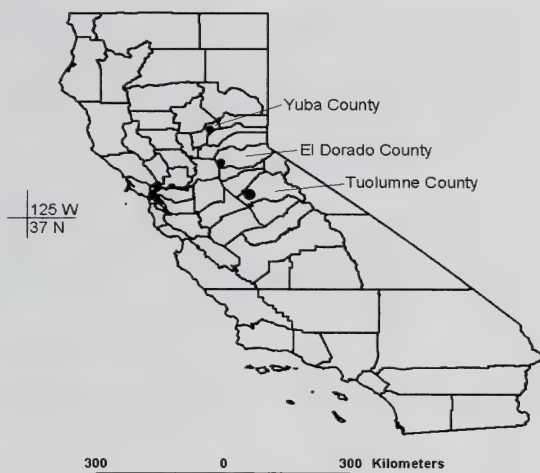 Yuba County
El Dorado County
Tuolumne County
125 W
37 N
300 0 300 Kilometers